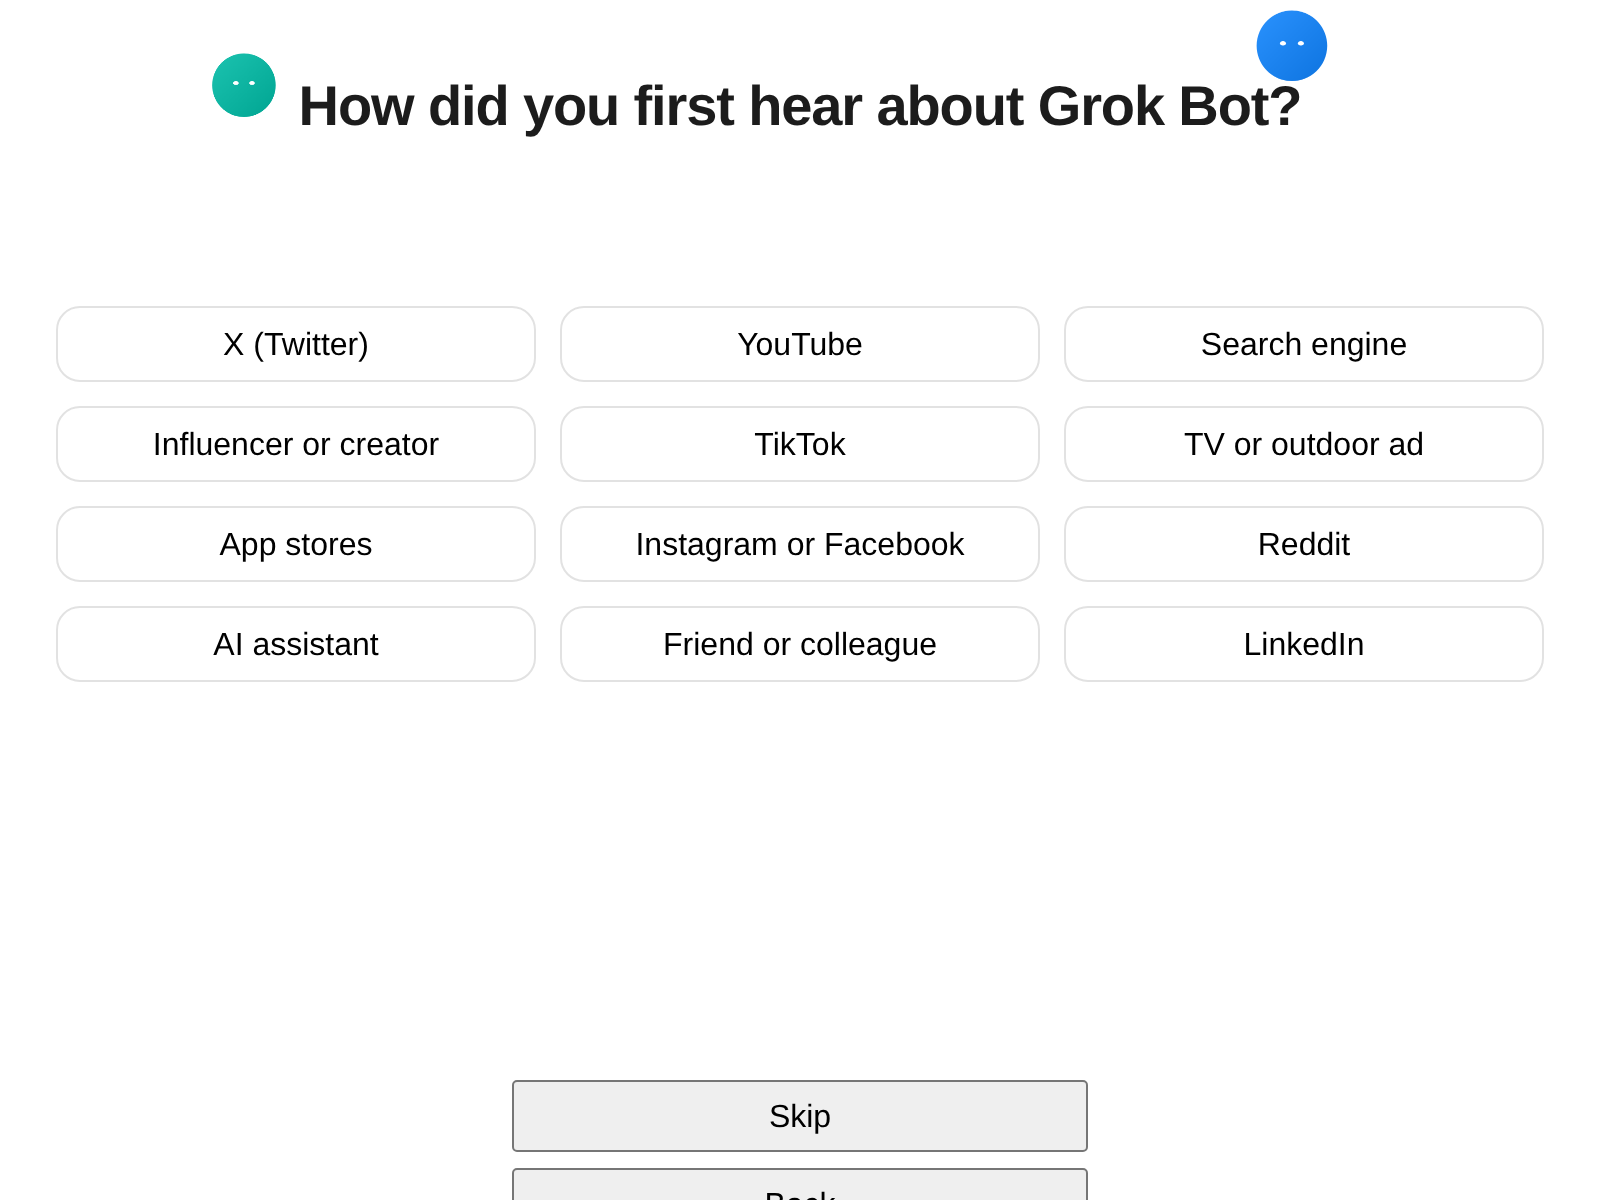 How did you first hear about Grok Bot?
X (Twitter)
YouTube
Search engine
Influencer or creator
TikTok
TV or outdoor ad
App stores
Instagram or Facebook
Reddit
AI assistant
Friend or colleague
LinkedIn
Skip
Back